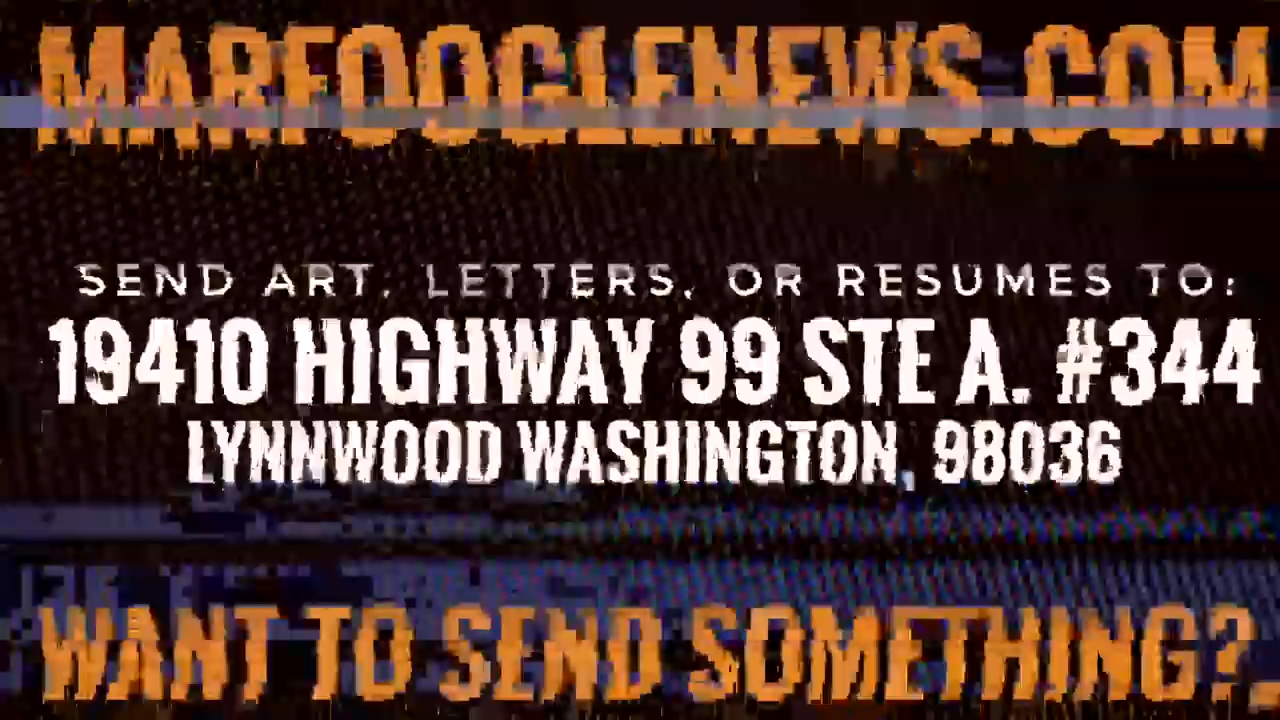 MARFOOGLENEWS.COM
SEND ART, LETTERS, OR RESUMES TO:
19410 HIGHWAY 99 STE A. #344
LYNNWOOD WASHINGTON, 98036
WANT TO SEND SOMETHING?